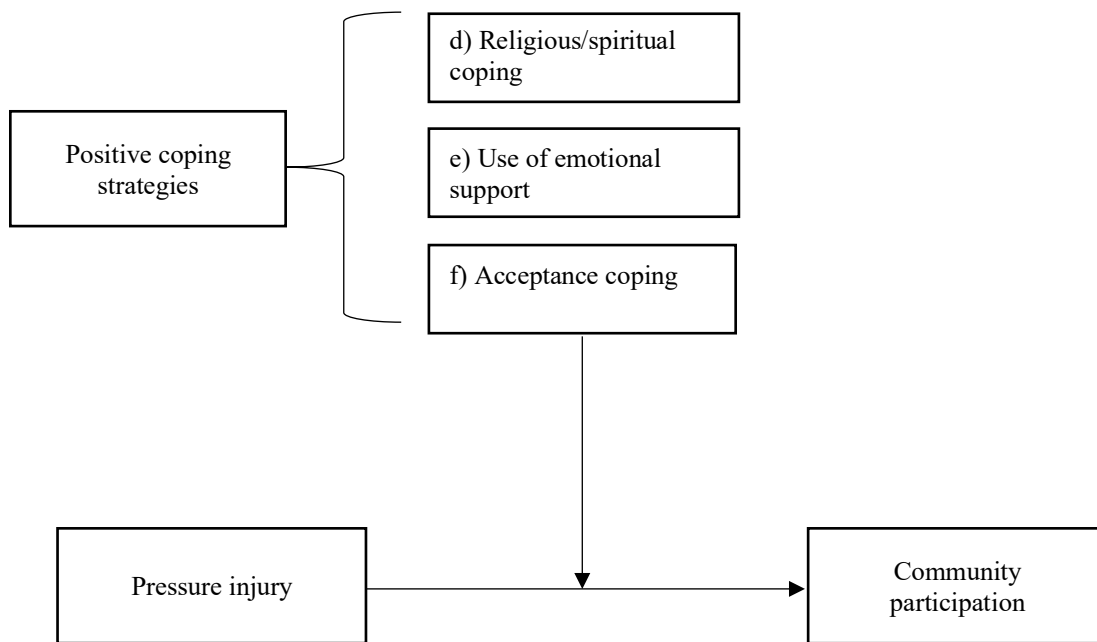 d) Religious/spiritual
coping
Positive coping
strategies
e) Use of emotional
support
f) Acceptance coping
Pressure injury
Community
participation